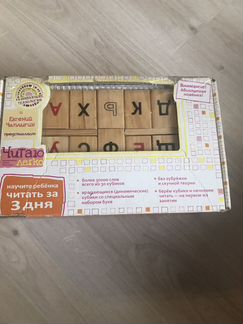 Евгений
Чаплыгин
представляет
Внимание!
Читаю
легко
научите ребёнка
читать за
3 дня
• более 30000 слов
всего из 20 кубиков
• вращающиеся (динамические)
кубики со специальным
набором букв
• без зубрёжки
и скучной теории
• берём кубики и начинаем
читать — на первом же
занятии
А Х Р К Д
Ф С У Е Щ